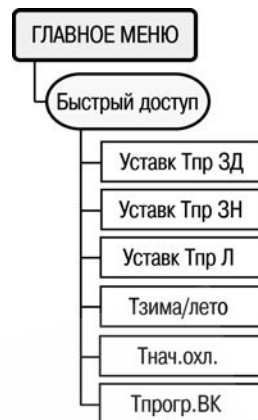 ГЛАВНОЕ МЕНЮ
Быстрый доступ
Уставк Тпр ЗД
Уставк Тпр ЗН
Уставк Тпр Л
Тзима/лето
Тнач.охл.
Тпрогр.ВК